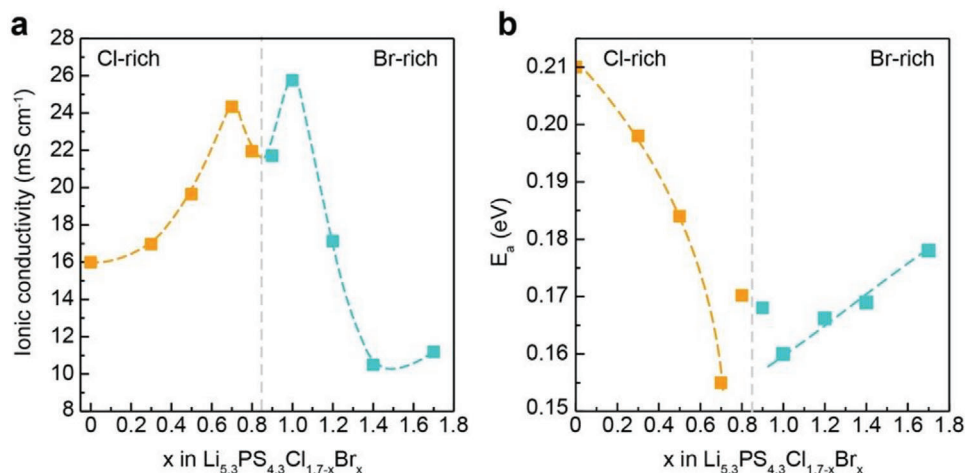 a
Cl-rich
Br-rich
28
26
24
22
20
18
16
14
12
10
8
Ionic conductivity (mS cm⁻¹)
0 0.2 0.4 0.6 0.8 1.0 1.2 1.4 1.6 1.8
x in Li₅.₃PS₄.₃Cl₁.₇₋ₓBrₓ
b
Cl-rich
Br-rich
0.21
0.20
0.19
0.18
0.17
0.16
0.15
Eₐ (eV)
0 0.2 0.4 0.6 0.8 1.0 1.2 1.4 1.6 1.8
x in Li₅.₃PS₄.₃Cl₁.₇₋ₓBrₓ